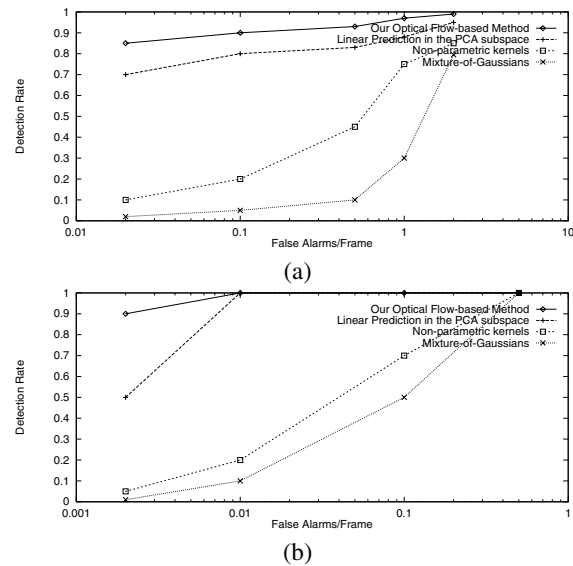 1
0.9
0.8
0.7
0.6
0.5
0.4
0.3
0.2
0.1
0
Detection Rate
Our Optical Flow-based Method
Linear Prediction in the PCA subspace
Non-parametric kernels
Mixture-of-Gaussians
0.01 0.1 1 10
False Alarms/Frame
(a)
1
0.9
0.8
0.7
0.6
0.5
0.4
0.3
0.2
0.1
0
Detection Rate
Our Optical Flow-based Method
Linear Prediction in the PCA subspace
Non-parametric kernels
Mixture-of-Gaussians
0.001 0.01 0.1 1
False Alarms/Frame
(b)